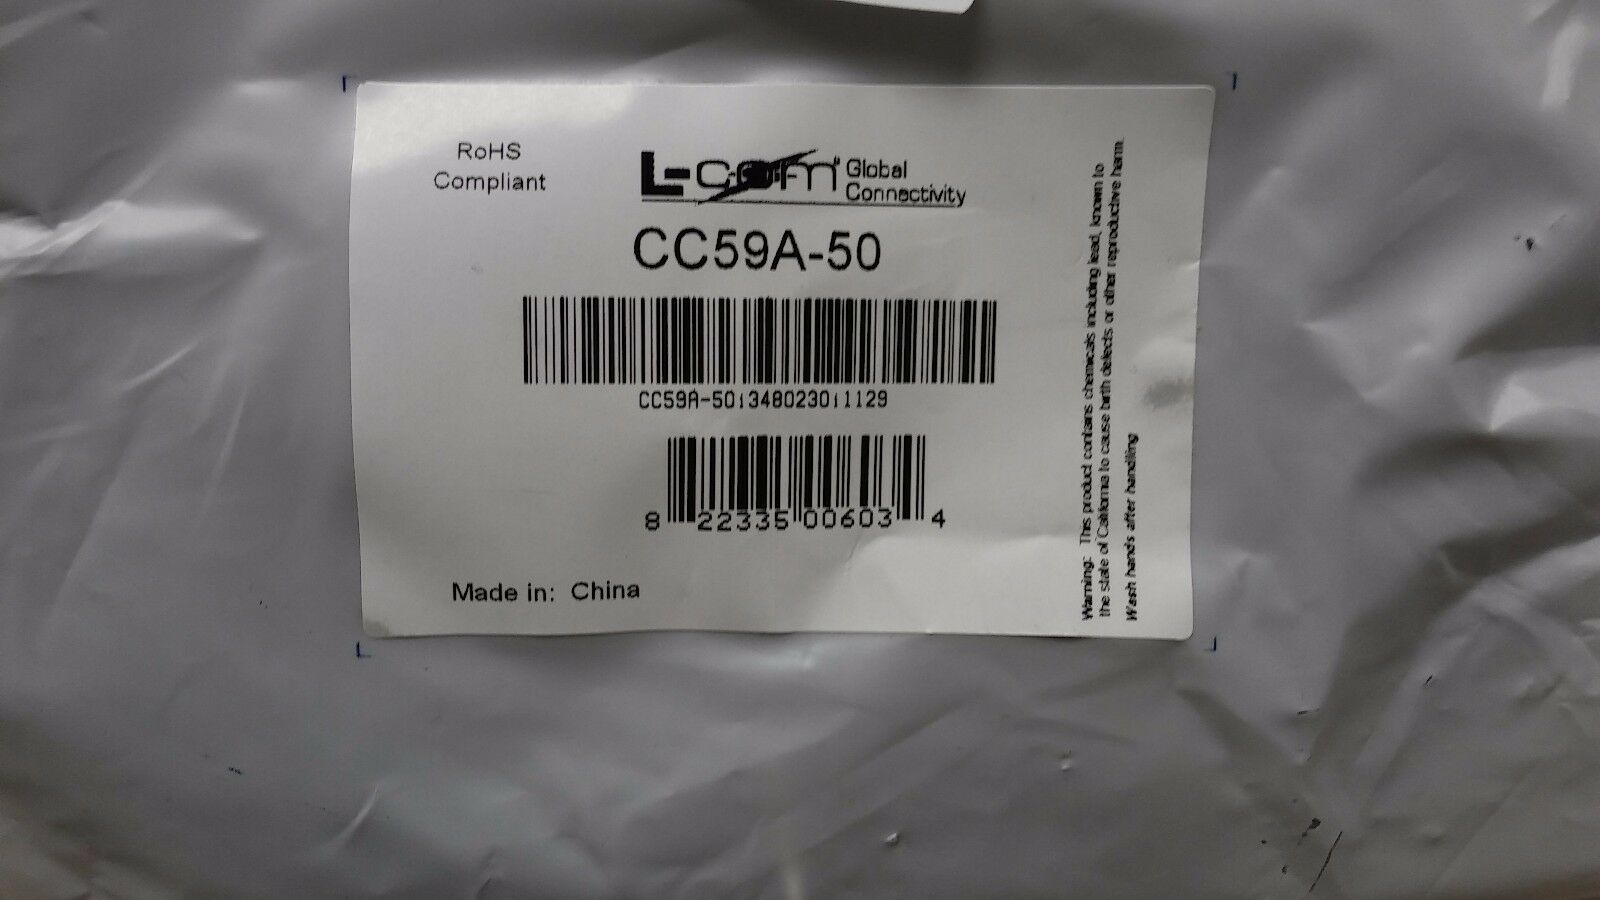 RoHS
Compliant
L-com® Global
Connectivity
CC59A-50
CC59A-50¡3480230¡1129
8 22335 00603 4
Made in: China
Warning: This product contains chemicals including lead, known to
the state of California to cause birth defects or other reproductive harm.
Wash hands after handling